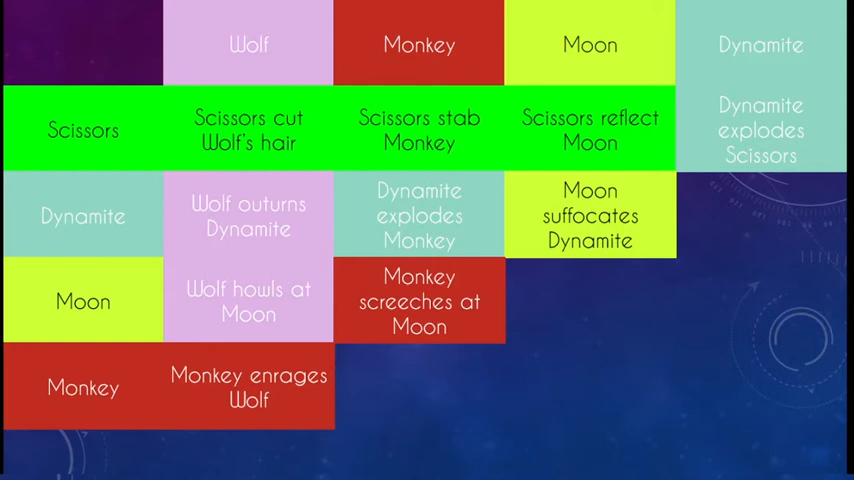 Wolf
Monkey
Moon
Dynamite
Scissors
Scissors cut
Wolf's hair
Scissors stab
Monkey
Scissors reflect
Moon
Dynamite
explodes
Scissors
Dynamite
Wolf outurns
Dynamite
Dynamite
explodes
Monkey
Moon
suffocates
Dynamite
Moon
Wolf howls at
Moon
Monkey
screeches at
Moon
Monkey
Monkey enrages
Wolf